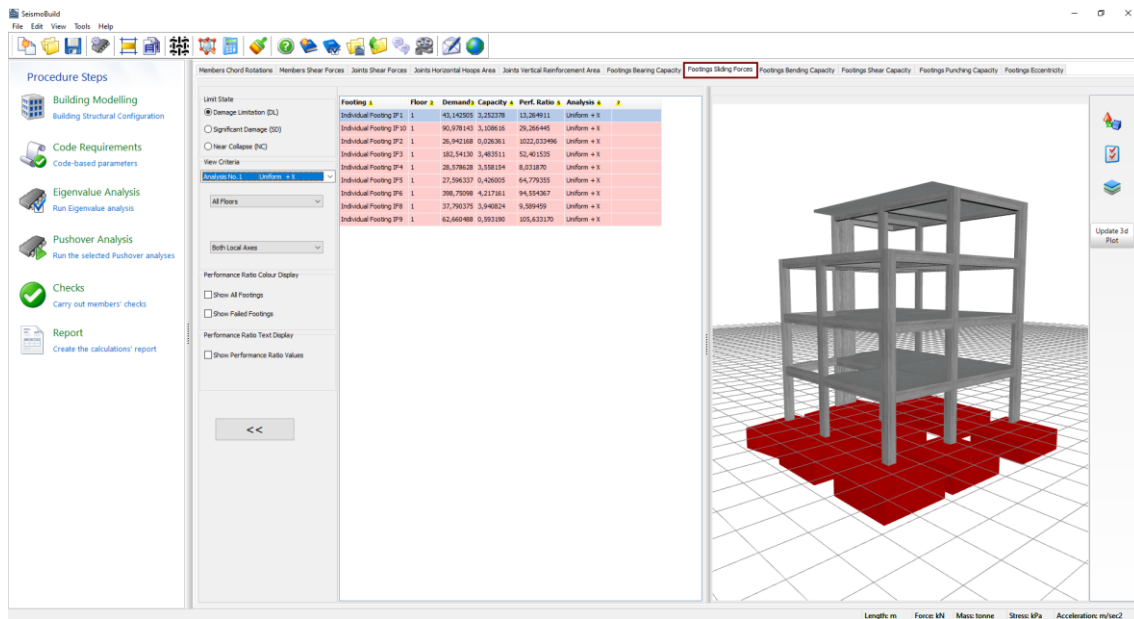 SeismoBuild
File Edit View Tools Help
Procedure Steps
Building Modelling
Building Structural Configuration
Code Requirements
Code-based parameters
Eigenvalue Analysis
Run Eigenvalue analysis
Pushover Analysis
Run the selected Pushover analyses
Checks
Carry out members' checks
Report
Create the calculations' report
Members Chord Rotations Members Shear Forces Joints Shear Forces Joints Horizontal Hoops Area Joints Vertical Reinforcement Area Footings Bearing Capacity Footings Sliding Forces Footings Bending Capacity Footings Shear Capacity Footings Punching Capacity Footings Eccentricity
Limit State
Damage Limitation (DL)
Significant Damage (SD)
Near Collapse (NC)
View Criteria
Analysis No.1 Uniform +X
All Floors
Both Local Axes
Performance Ratio Colour Display
Show All Footings
Show Failed Footings
Performance Ratio Text Display
Show Performance Ratio Values
<<
Footing 1 Floor 2 Demand 3 Capacity 4 Perf. Ratio 5 Analysis 6 7
Individual Footing IF1 1 43,142505 3,252378 13,264911 Uniform +X
Individual Footing IF10 1 90,978143 3,108616 29,266445 Uniform +X
Individual Footing IF2 1 26,942168 0,026361 1022,033496 Uniform +X
Individual Footing IF3 1 182,54130 3,483511 52,401535 Uniform +X
Individual Footing IF4 1 28,578628 3,558154 8,031870 Uniform +X
Individual Footing IF5 1 27,596337 0,426005 64,779355 Uniform +X
Individual Footing IF6 1 398,75098 4,217161 94,554367 Uniform +X
Individual Footing IF8 1 37,790375 3,940824 9,589459 Uniform +X
Individual Footing IF9 1 62,660488 0,593190 105,633170 Uniform +X
Update 3d
Plot
Length: m Force: kN Mass: tonne Stress: kPa Acceleration: m/sec2